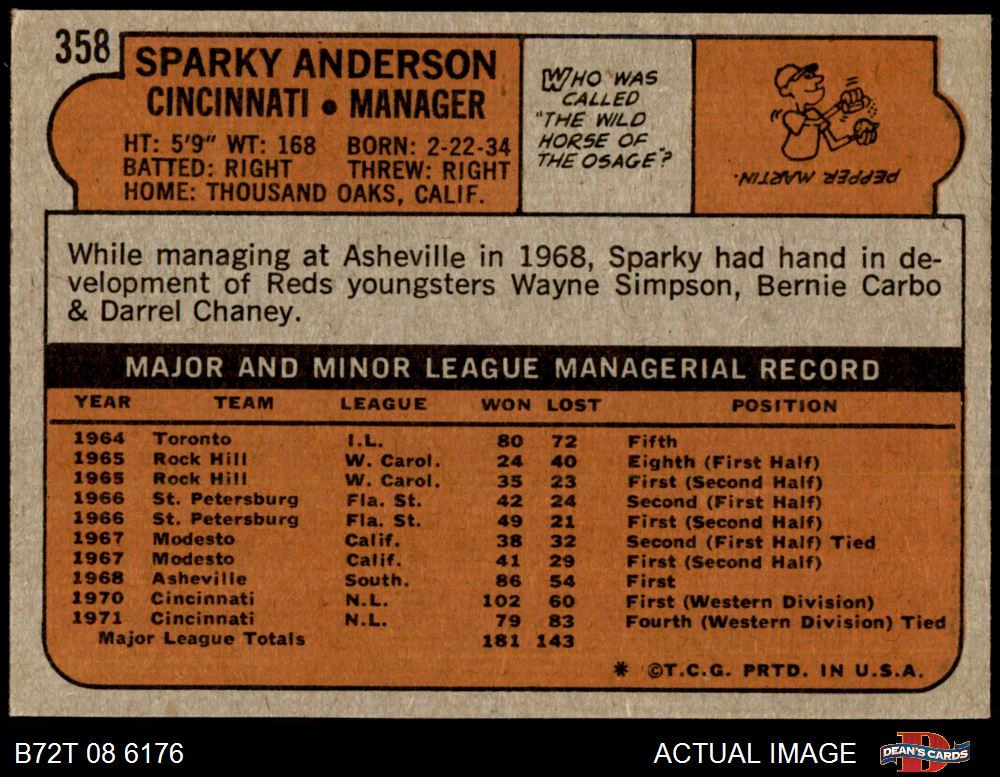 358
SPARKY ANDERSON
CINCINNATI • MANAGER
HT: 5'9" WT: 168 BORN: 2-22-34
BATTED: RIGHT THREW: RIGHT
HOME: THOUSAND OAKS, CALIF.
WHO WAS
CALLED
"THE WILD
HORSE OF
THE OSAGE"?
PEPPER MARTIN.
While managing at Asheville in 1968, Sparky had hand in de-
velopment of Reds youngsters Wayne Simpson, Bernie Carbo
& Darrel Chaney.
MAJOR AND MINOR LEAGUE MANAGERIAL RECORD
YEAR TEAM LEAGUE WON LOST POSITION
1964 Toronto I.L. 80 72 Fifth
1965 Rock Hill W. Carol. 24 40 Eighth (First Half)
1965 Rock Hill W. Carol. 35 23 First (Second Half)
1966 St. Petersburg Fla. St. 42 24 Second (First Half)
1966 St. Petersburg Fla. St. 49 21 First (Second Half)
1967 Modesto Calif. 38 32 Second (First Half) Tied
1967 Modesto Calif. 41 29 First (Second Half)
1968 Asheville South. 86 54 First
1970 Cincinnati N.L. 102 60 First (Western Division)
1971 Cincinnati N.L. 79 83 Fourth (Western Division) Tied
Major League Totals 181 143
* ©T.C.G. PRTD. IN U.S.A.
B72T 08 6176 ACTUAL IMAGE D DEAN'S CARDS